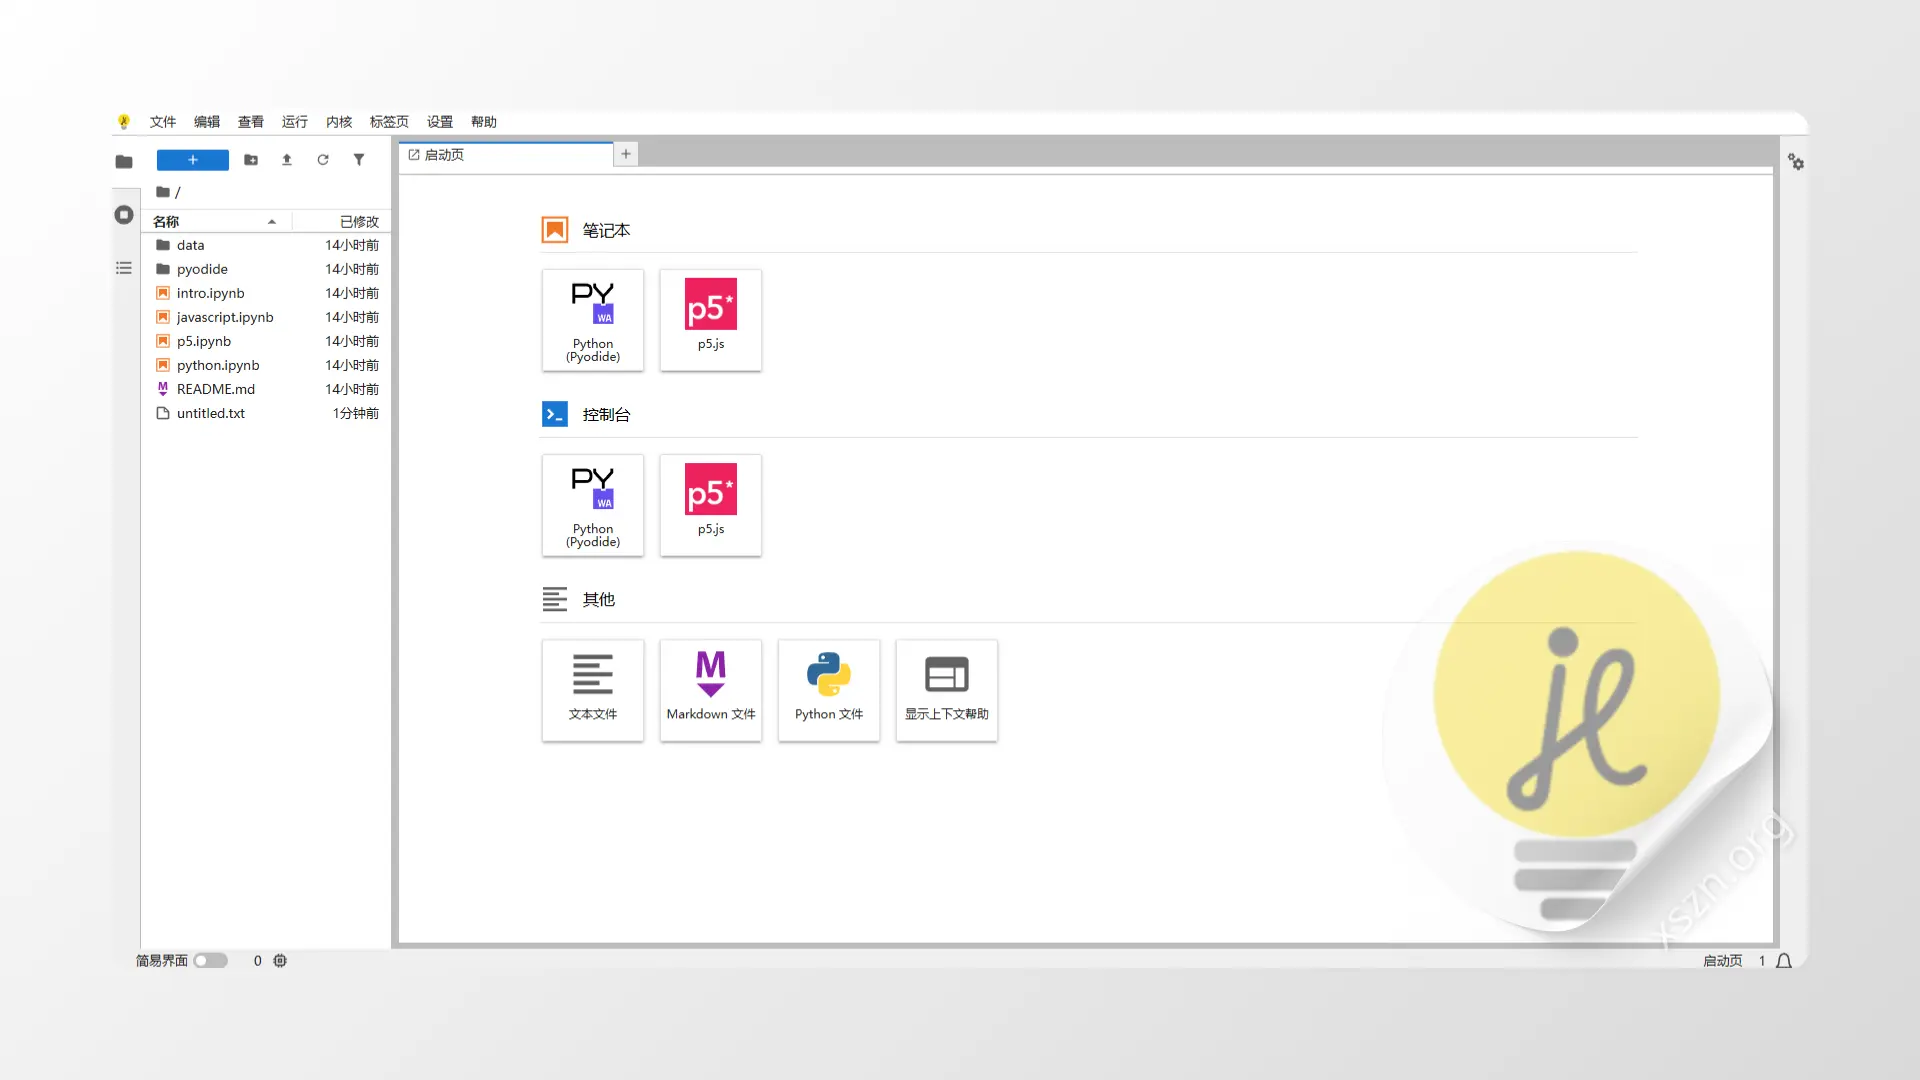 文件 编辑 查看 运行 内核 标签页 设置 帮助
+
启动页
+
/
名称 已修改
data 14小时前
pyodide 14小时前
intro.ipynb 14小时前
javascript.ipynb 14小时前
p5.ipynb 14小时前
python.ipynb 14小时前
README.md 14小时前
untitled.txt 1分钟前
笔记本
PY
WA
Python
(Pyodide)
p5*
p5.js
控制台
PY
WA
Python
(Pyodide)
p5*
p5.js
其他
文本文件
M
Markdown 文件
Python 文件
显示上下文帮助
jl
xszn.org
简易界面 0
启动页 1